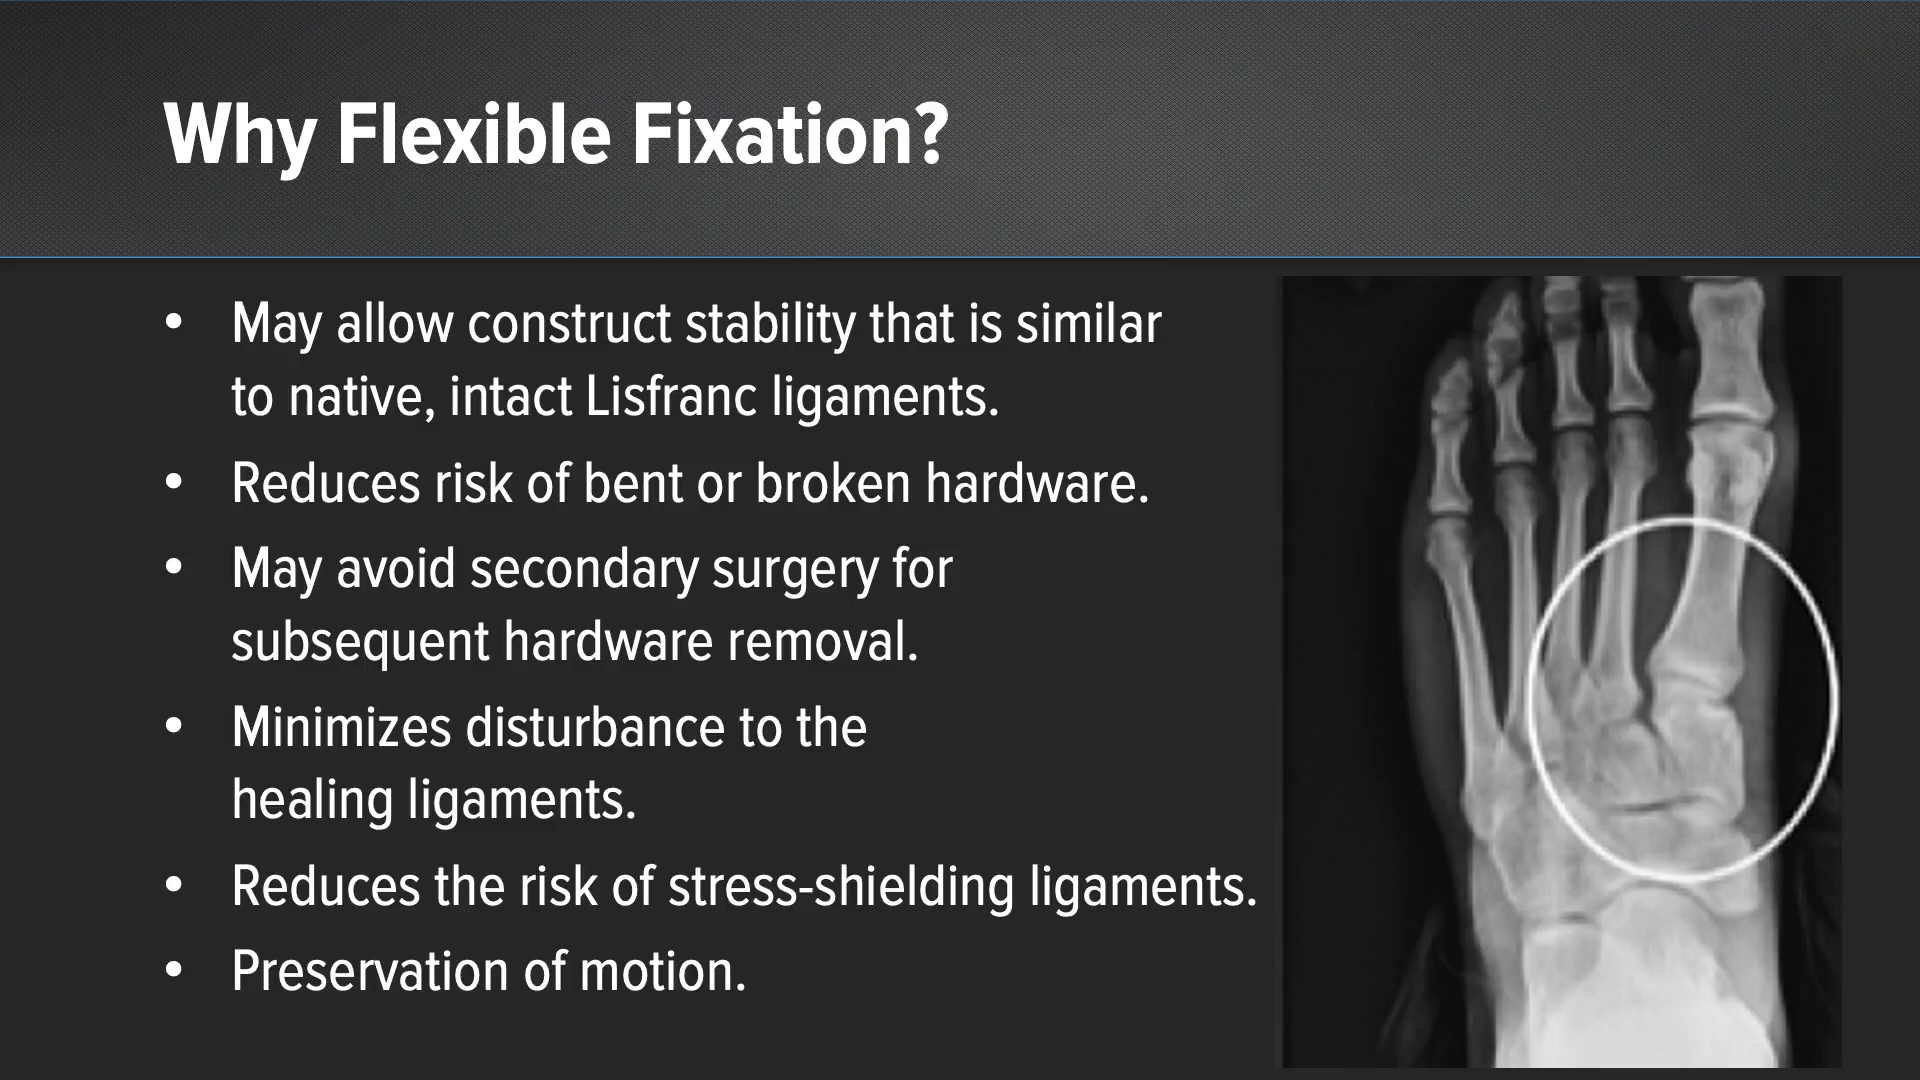 Why Flexible Fixation?
• May allow construct stability that is similar
to native, intact Lisfranc ligaments.
• Reduces risk of bent or broken hardware.
• May avoid secondary surgery for
subsequent hardware removal.
• Minimizes disturbance to the
healing ligaments.
• Reduces the risk of stress-shielding ligaments.
• Preservation of motion.